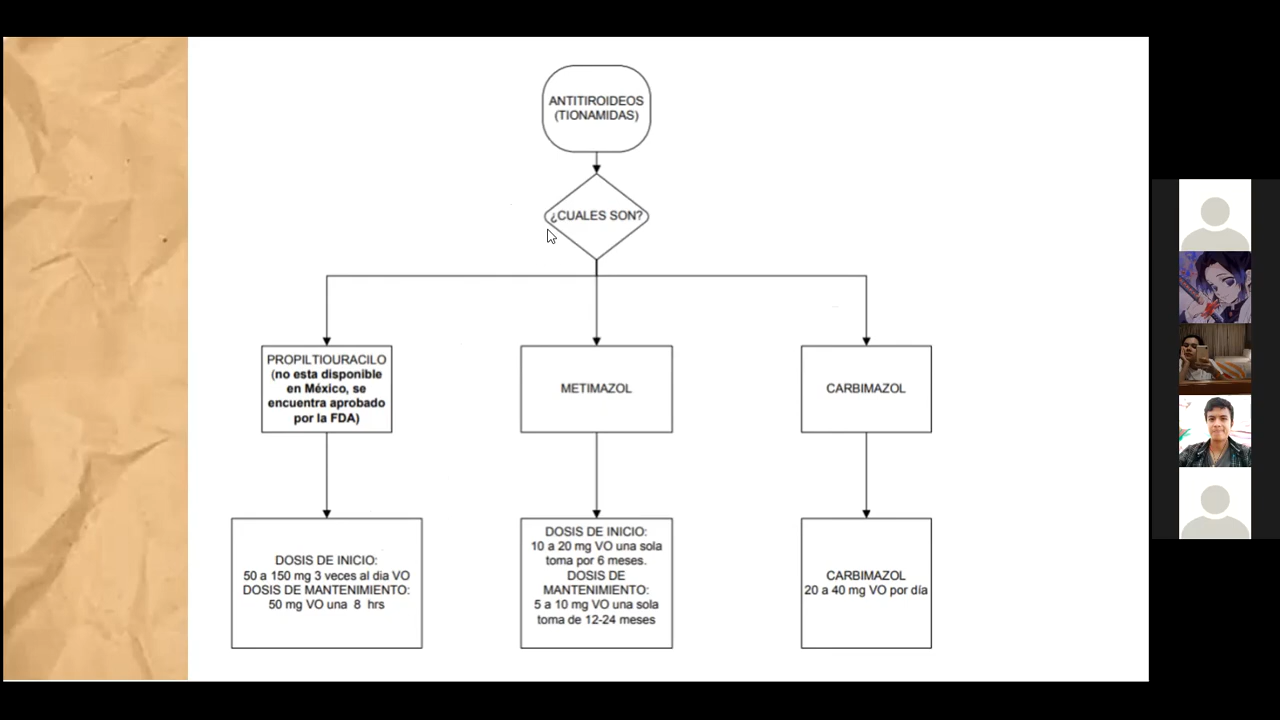 ANTITIROIDEOS
(TIONAMIDAS)
¿CUALES SON?
PROPILTIOURACILO
(no esta disponible
en México, se
encuentra aprobado
por la FDA)
METIMAZOL
CARBIMAZOL
DOSIS DE INICIO:
50 a 150 mg 3 veces al dia VO
DOSIS DE MANTENIMIENTO:
50 mg VO una 8 hrs
DOSIS DE INICIO:
10 a 20 mg VO una sola
toma por 6 meses.
DOSIS DE
MANTENIMIENTO:
5 a 10 mg VO una sola
toma de 12-24 meses
CARBIMAZOL
20 a 40 mg VO por día